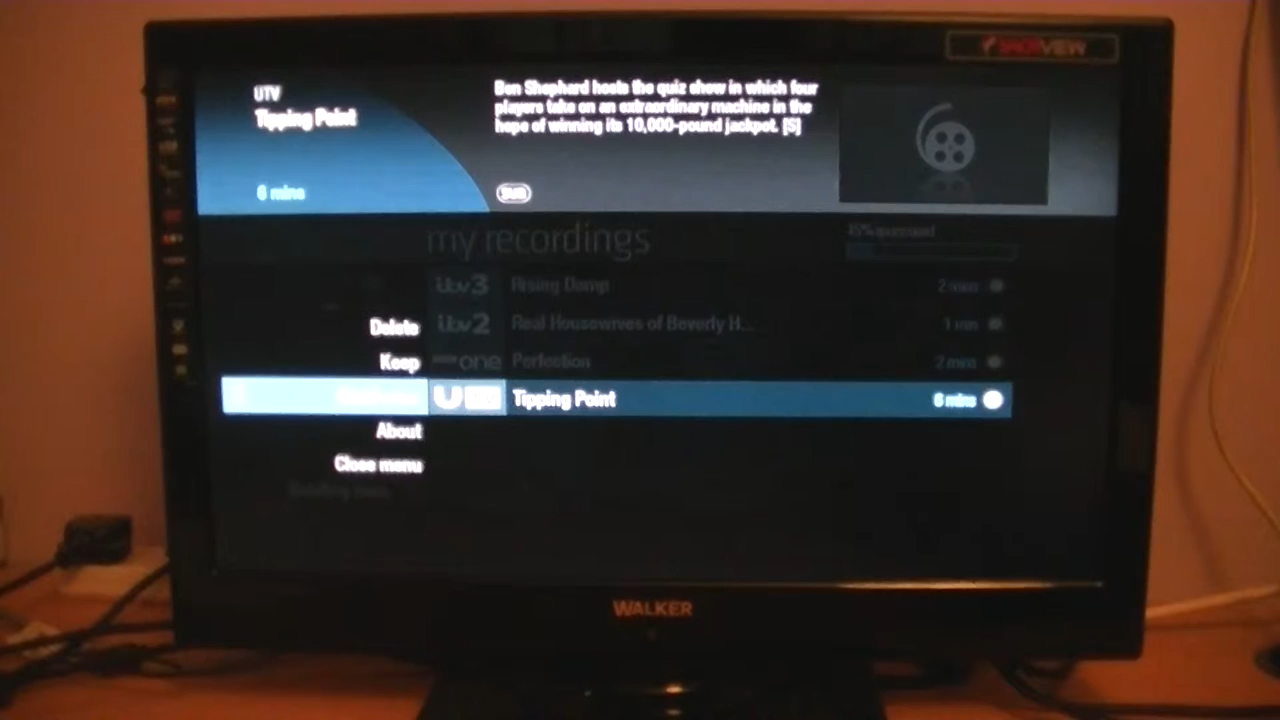 SAORVIEW
UTV
Tipping Point
6 mins
Ben Shephard hosts the quiz show in which four
players take on an extraordinary machine in the
hope of winning its 10,000-pound jackpot. [S]
SUB
my recordings
itv3 Rising Damp 2 mins
itv2 Real Housewives of Beverly H... 1 min
one Perfection 2 mins
Tipping Point 6 mins
Delete
Keep
About
Close menu
WALKER